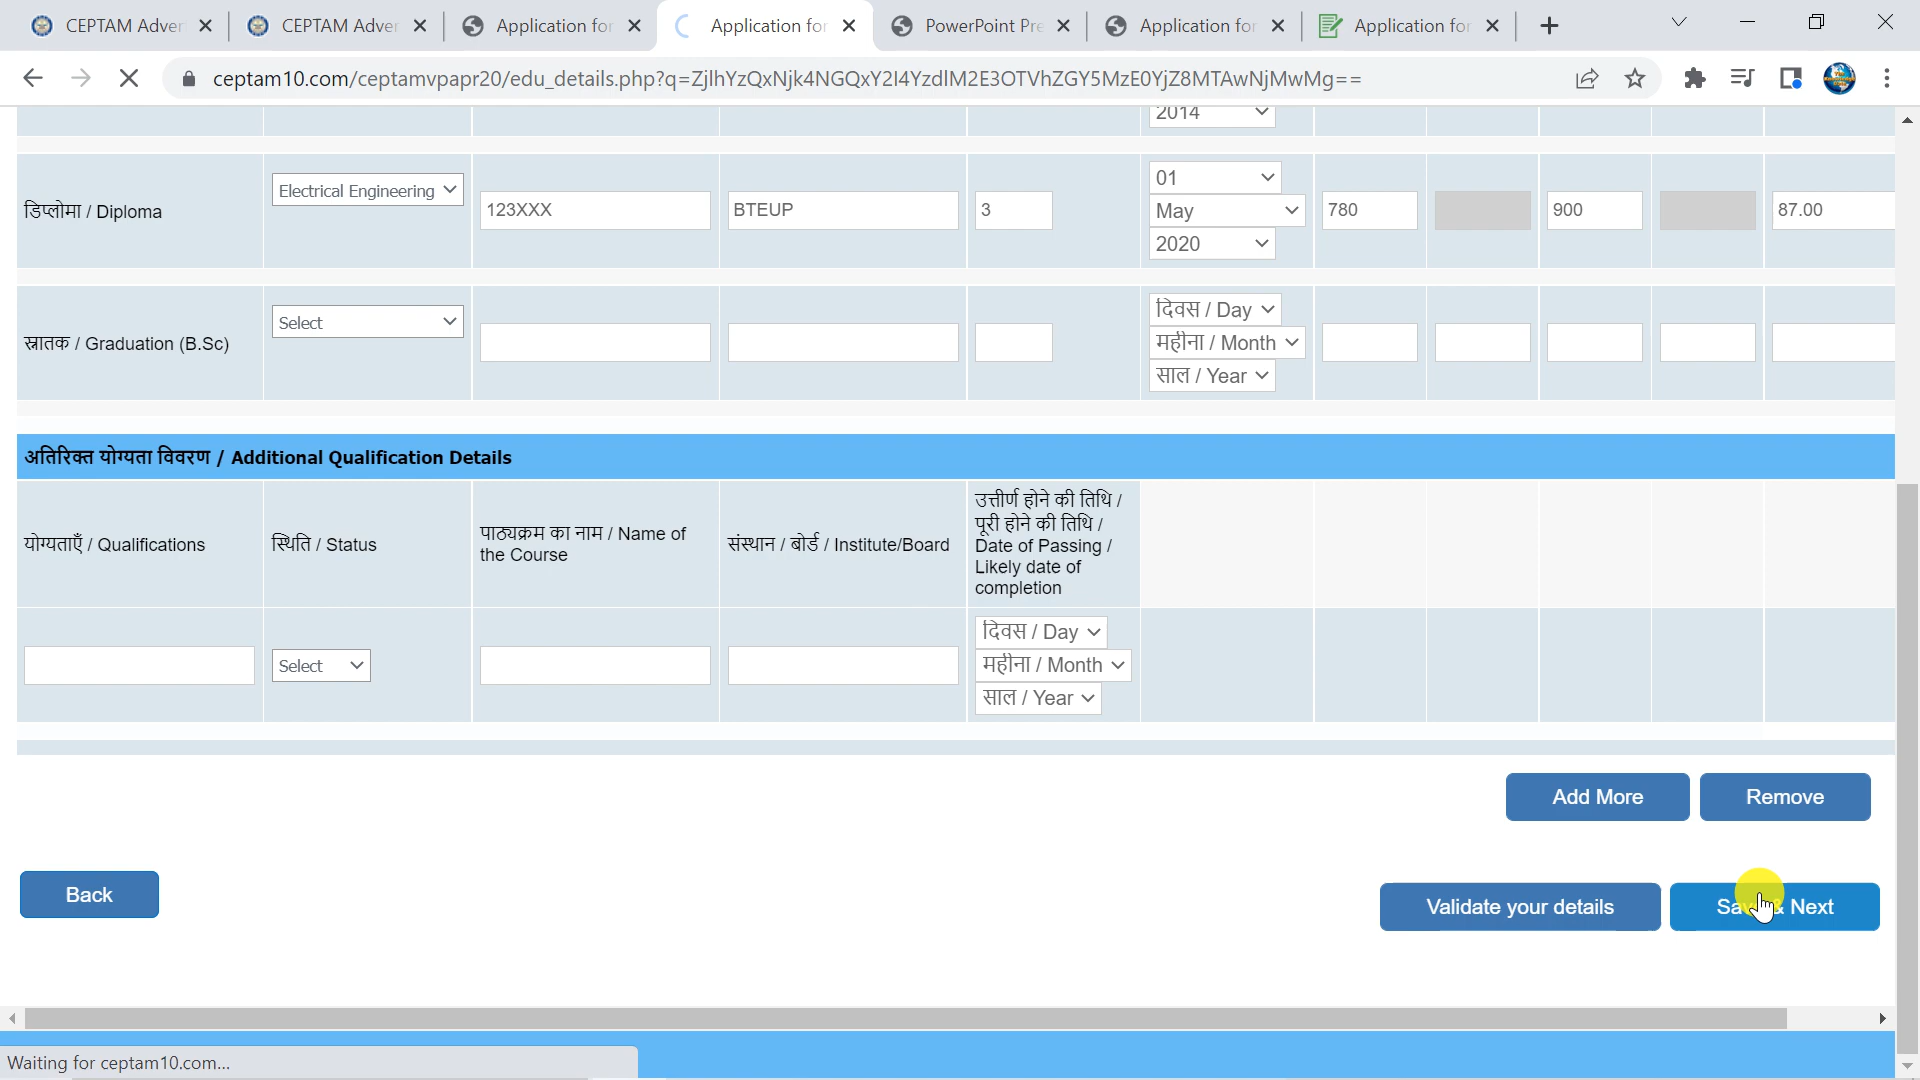 CEPTAM Adver
CEPTAM Adver
Application for
Application for
PowerPoint Pre
Application for
Application for
ceptam10.com/ceptamvpapr20/edu_details.php?q=ZjlhYzQxNjk4NGQxY2I4YzdlM2E3OTVhZGY5MzE0YjZ8MTAwNjMwMg==
2014
डिप्लोमा / Diploma
Electrical Engineering
123XXX
BTEUP
3
01
May
2020
780
900
87.00
स्नातक / Graduation (B.Sc)
Select
दिवस / Day
महीना / Month
साल / Year
अतिरिक्त योग्यता विवरण / Additional Qualification Details
योग्यताएँ / Qualifications
स्थिति / Status
पाठ्यक्रम का नाम / Name of
the Course
संस्थान / बोर्ड / Institute/Board
उत्तीर्ण होने की तिथि /
पूरी होने की तिथि /
Date of Passing /
Likely date of
completion
Select
दिवस / Day
महीना / Month
साल / Year
Add More
Remove
Back
Validate your details
Save & Next
Waiting for ceptam10.com...